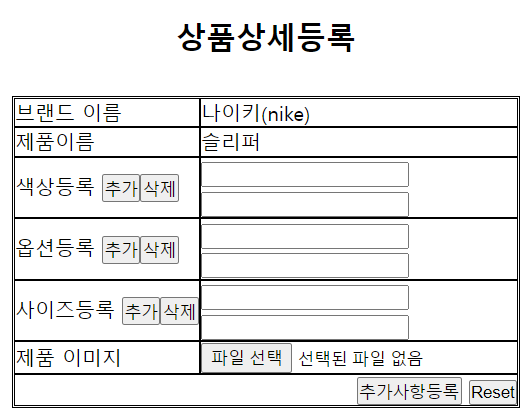 상품상세등록
브랜드 이름 나이키(nike)
제품이름 슬리퍼
색상등록 추가 삭제
옵션등록 추가 삭제
사이즈등록 추가 삭제
제품 이미지 파일 선택 선택된 파일 없음
추가사항등록 Reset